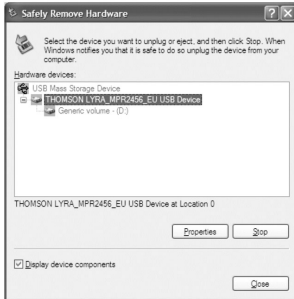 Safely Remove Hardware
Select the device you want to unplug or eject, and then click Stop. When
Windows notifies you that it is safe to do so unplug the device from your
computer.
Hardware devices:
USB Mass Storage Device
THOMSON LYRA_MPR2456_EU USB Device
Generic volume - (D:)
THOMSON LYRA_MPR2456_EU USB Device at Location 0
Properties
Stop
Display device components
Close